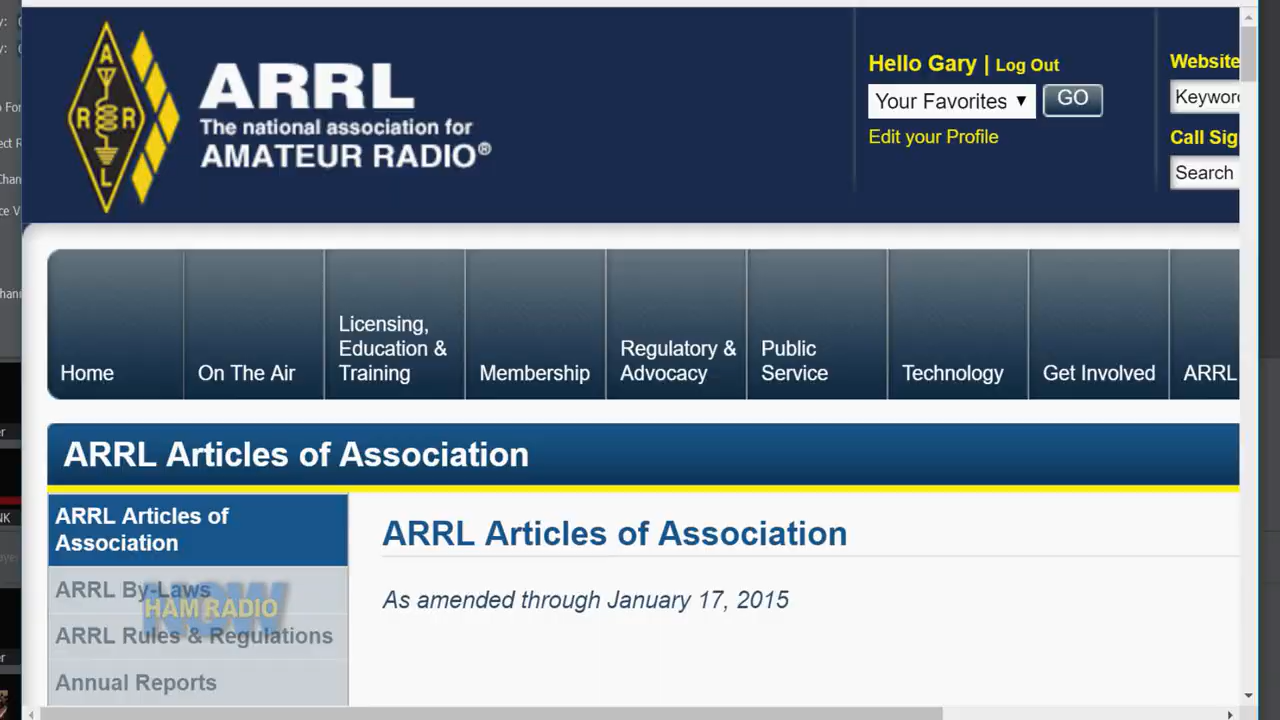 A
R R
L
ARRL
The national association for
AMATEUR RADIO®
Hello Gary | Log Out
Your Favorites ▼ GO
Edit your Profile
Website
Keywor
Call Sig
Search
Home
On The Air
Licensing,
Education &
Training
Membership
Regulatory &
Advocacy
Public
Service
Technology
Get Involved
ARRL
ARRL Articles of Association
ARRL Articles of
Association
ARRL By-Laws
ARRL Rules & Regulations
Annual Reports
HAM RADIO
NOW
ARRL Articles of Association
As amended through January 17, 2015